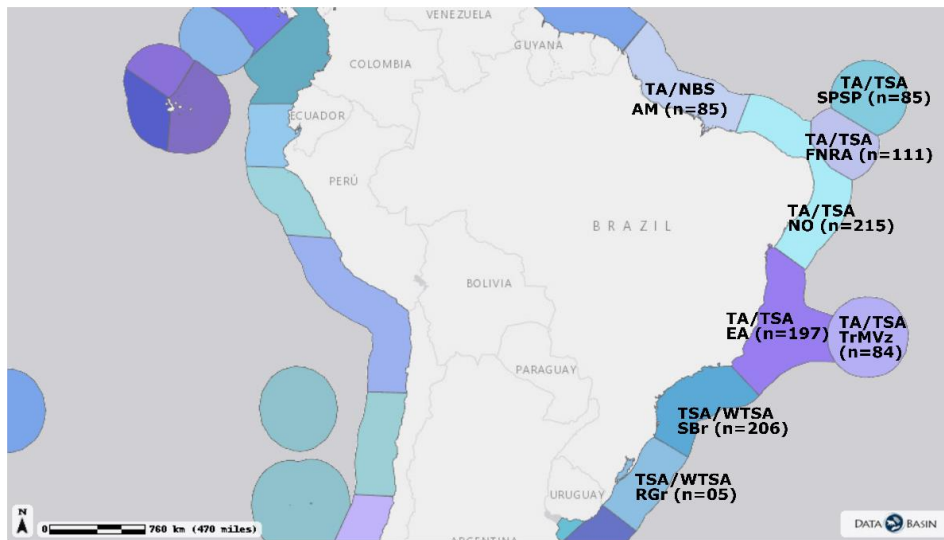 VENEZUELA
GUYANA
COLOMBIA
TA/NBS
AM (n=85)
TA/TSA
SPSP (n=85)
ECUADOR
TA/TSA
FNRA (n=111)
PERÚ
TA/TSA
NO (n=215)
BRAZIL
BOLIVIA
TA/TSA
EA (n=197)
TA/TSA
TrMVz
(n=84)
PARAGUAY
TSA/WTSA
SBr (n=206)
TSA/WTSA
RGr (n=05)
URUGUAY
ARGENTINA
N
0
760 km (470 miles)
DATA BASIN